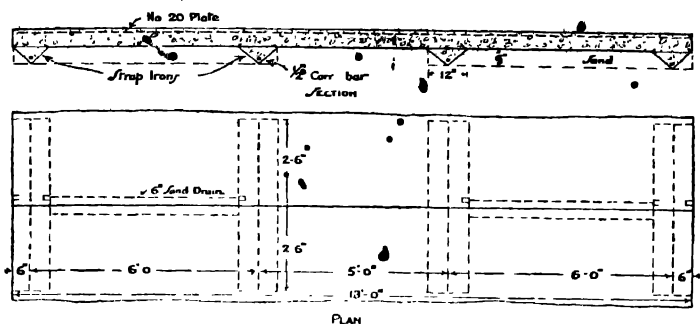 No 20 Plate
Strap Irons
½" Corr bar
12"
Sand
SECTION
2'-6"
6" Sand Drain
2'-6"
6"
6'-0
5'-0"
6'-0"
6"
13'-0"
PLAN